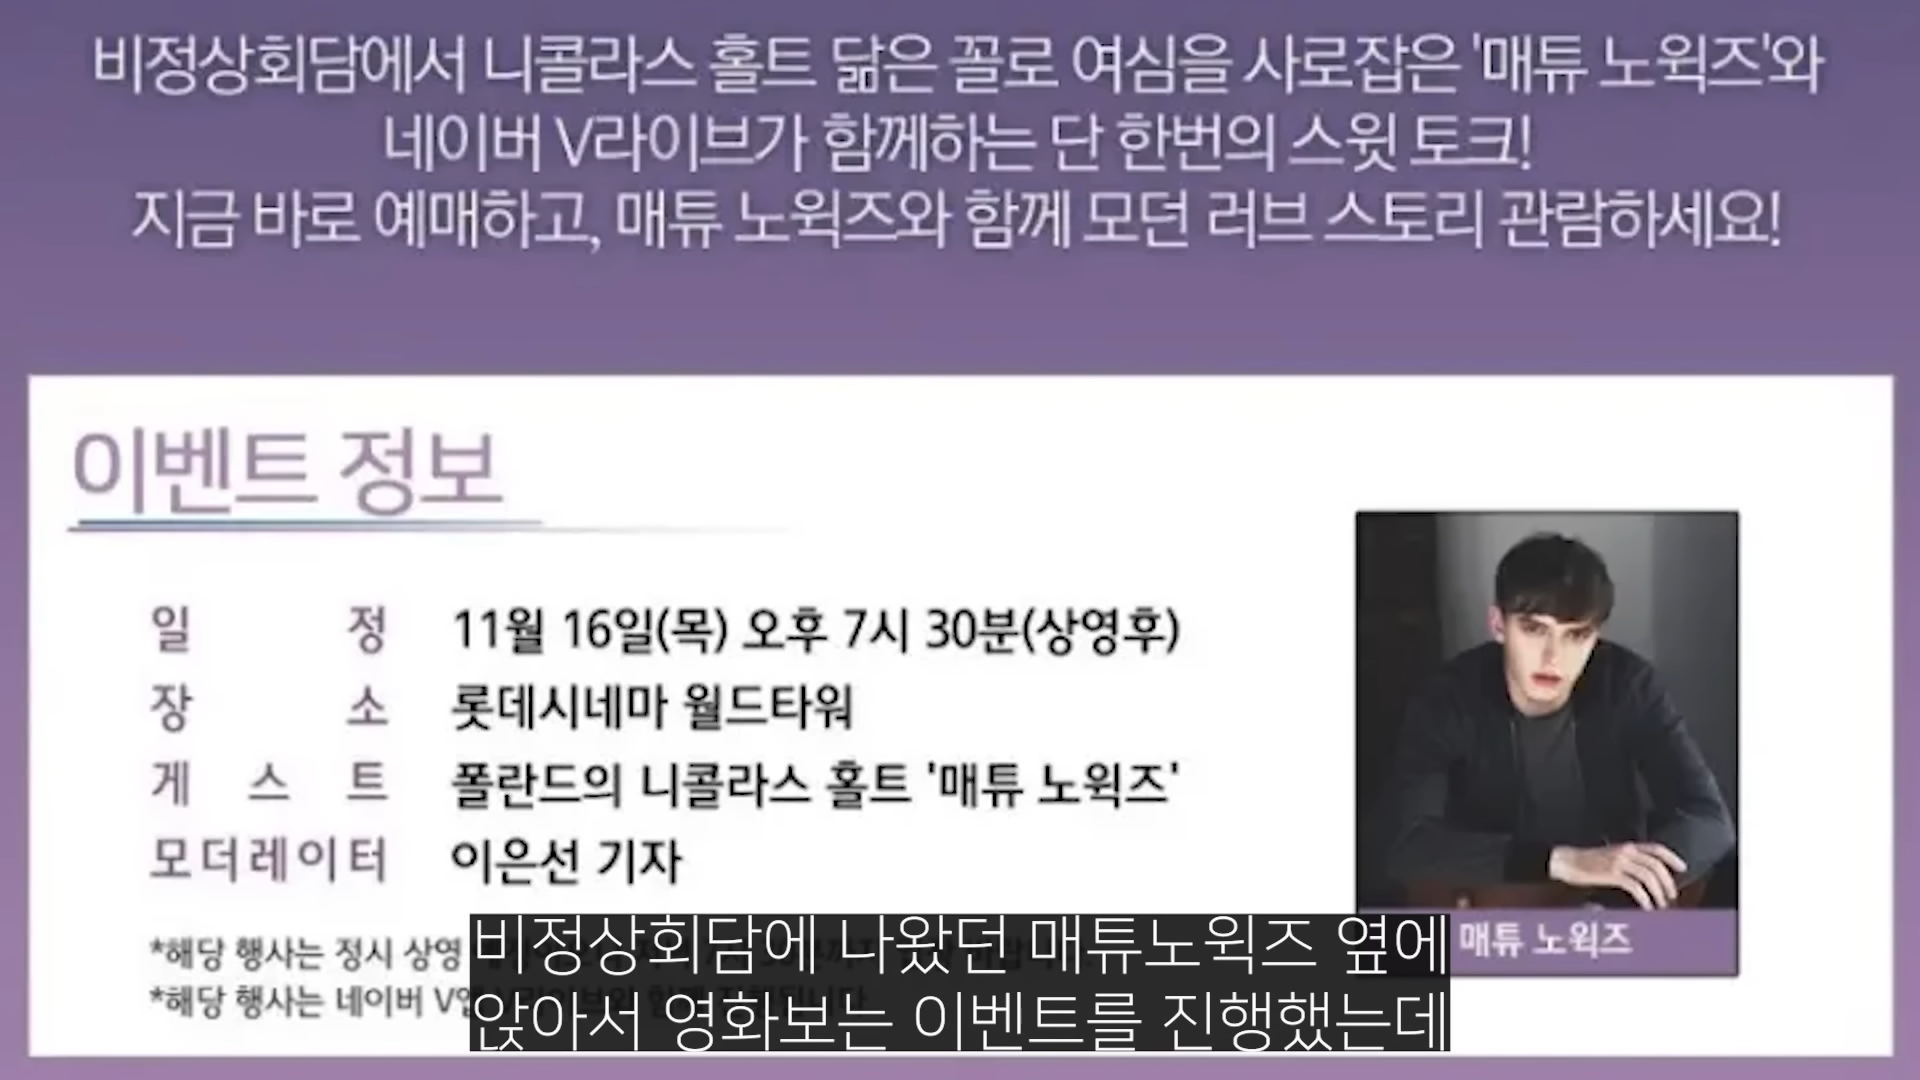 비정상회담에서 니콜라스 홀트 닮은 꼴로 여심을 사로잡은 '매튜 노윅즈'와
네이버 V라이브가 함께하는 단 한번의 스윗 토크!
지금 바로 예매하고, 매튜 노윅즈와 함께 모던 러브 스토리 관람하세요!
이벤트 정보
일정 11월 16일(목) 오후 7시 30분(상영후)
장소 롯데시네마 월드타워
게스트 폴란드의 니콜라스 홀트 '매튜 노윅즈'
모더레이터 이은선 기자
매튜 노윅즈
*해당 행사는 정시 상영
*해당 행사는 네이버
비정상회담에 나왔던 매튜노윅즈 옆에
앉아서 영화보는 이벤트를 진행했는데